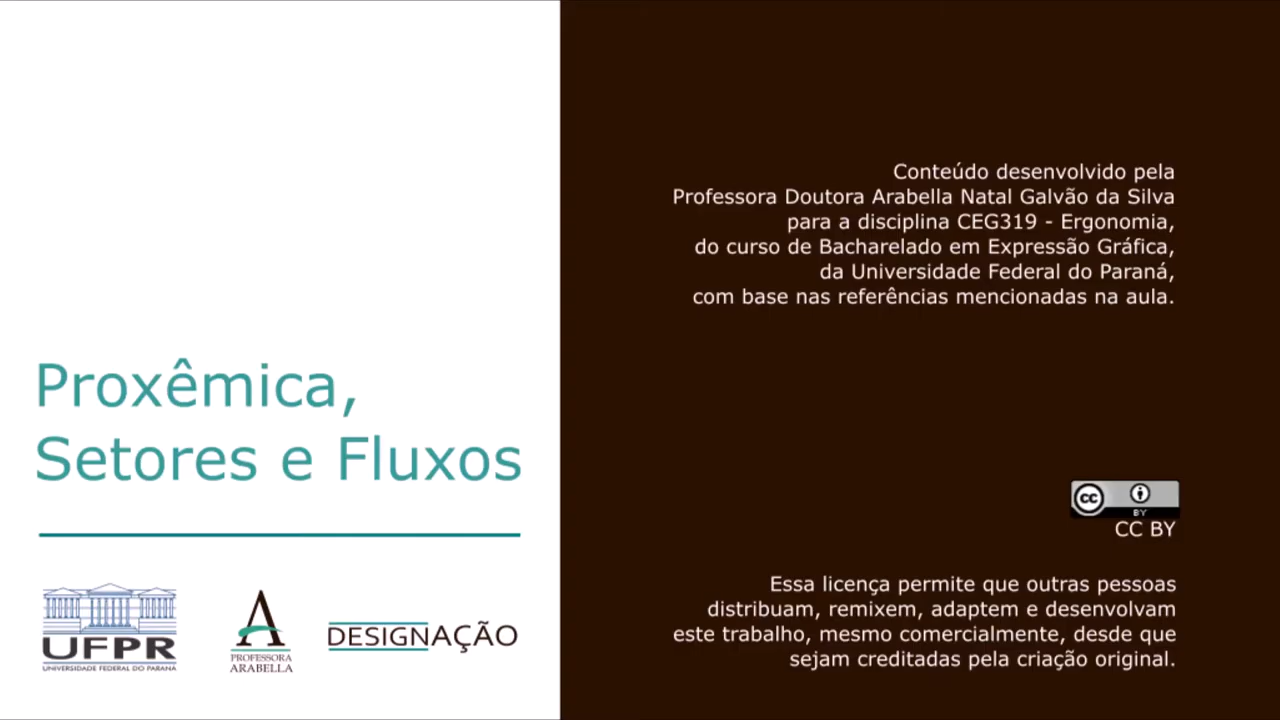 Proxêmica,
Setores e Fluxos
UFPR
UNIVERSIDADE FEDERAL DO PARANÁ
A
PROFESSORA
ARABELLA
DESIGNAÇÃO
Conteúdo desenvolvido pela
Professora Doutora Arabella Natal Galvão da Silva
para a disciplina CEG319 - Ergonomia,
do curso de Bacharelado em Expressão Gráfica,
da Universidade Federal do Paraná,
com base nas referências mencionadas na aula.
cc
BY
CC BY
Essa licença permite que outras pessoas
distribuam, remixem, adaptem e desenvolvam
este trabalho, mesmo comercialmente, desde que
sejam creditadas pela criação original.